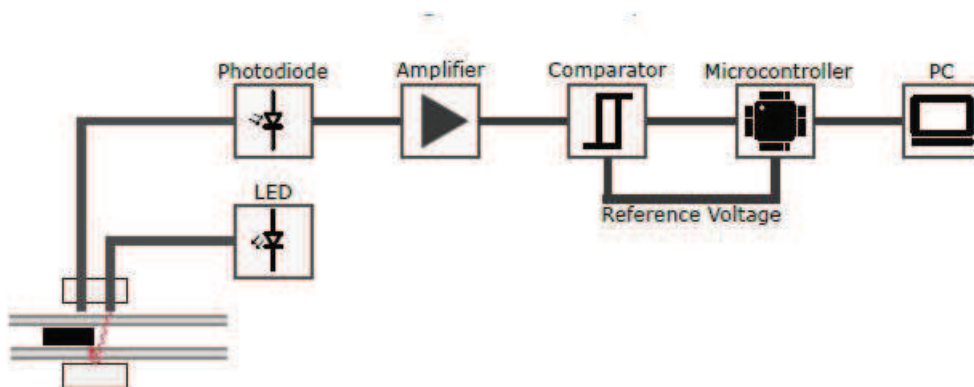 Photodiode Amplifier Comparator Microcontroller PC
LED
Reference Voltage